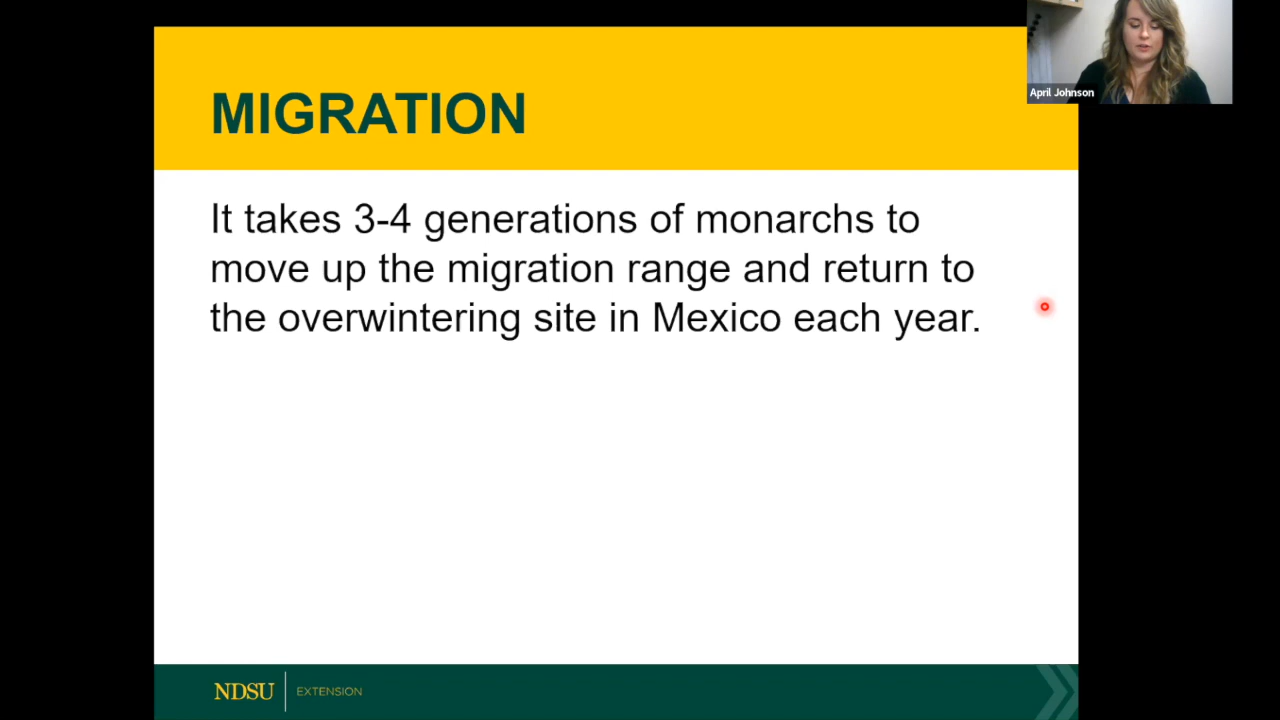 April Johnson
MIGRATION
It takes 3-4 generations of monarchs to
move up the migration range and return to
the overwintering site in Mexico each year.
NDSU EXTENSION